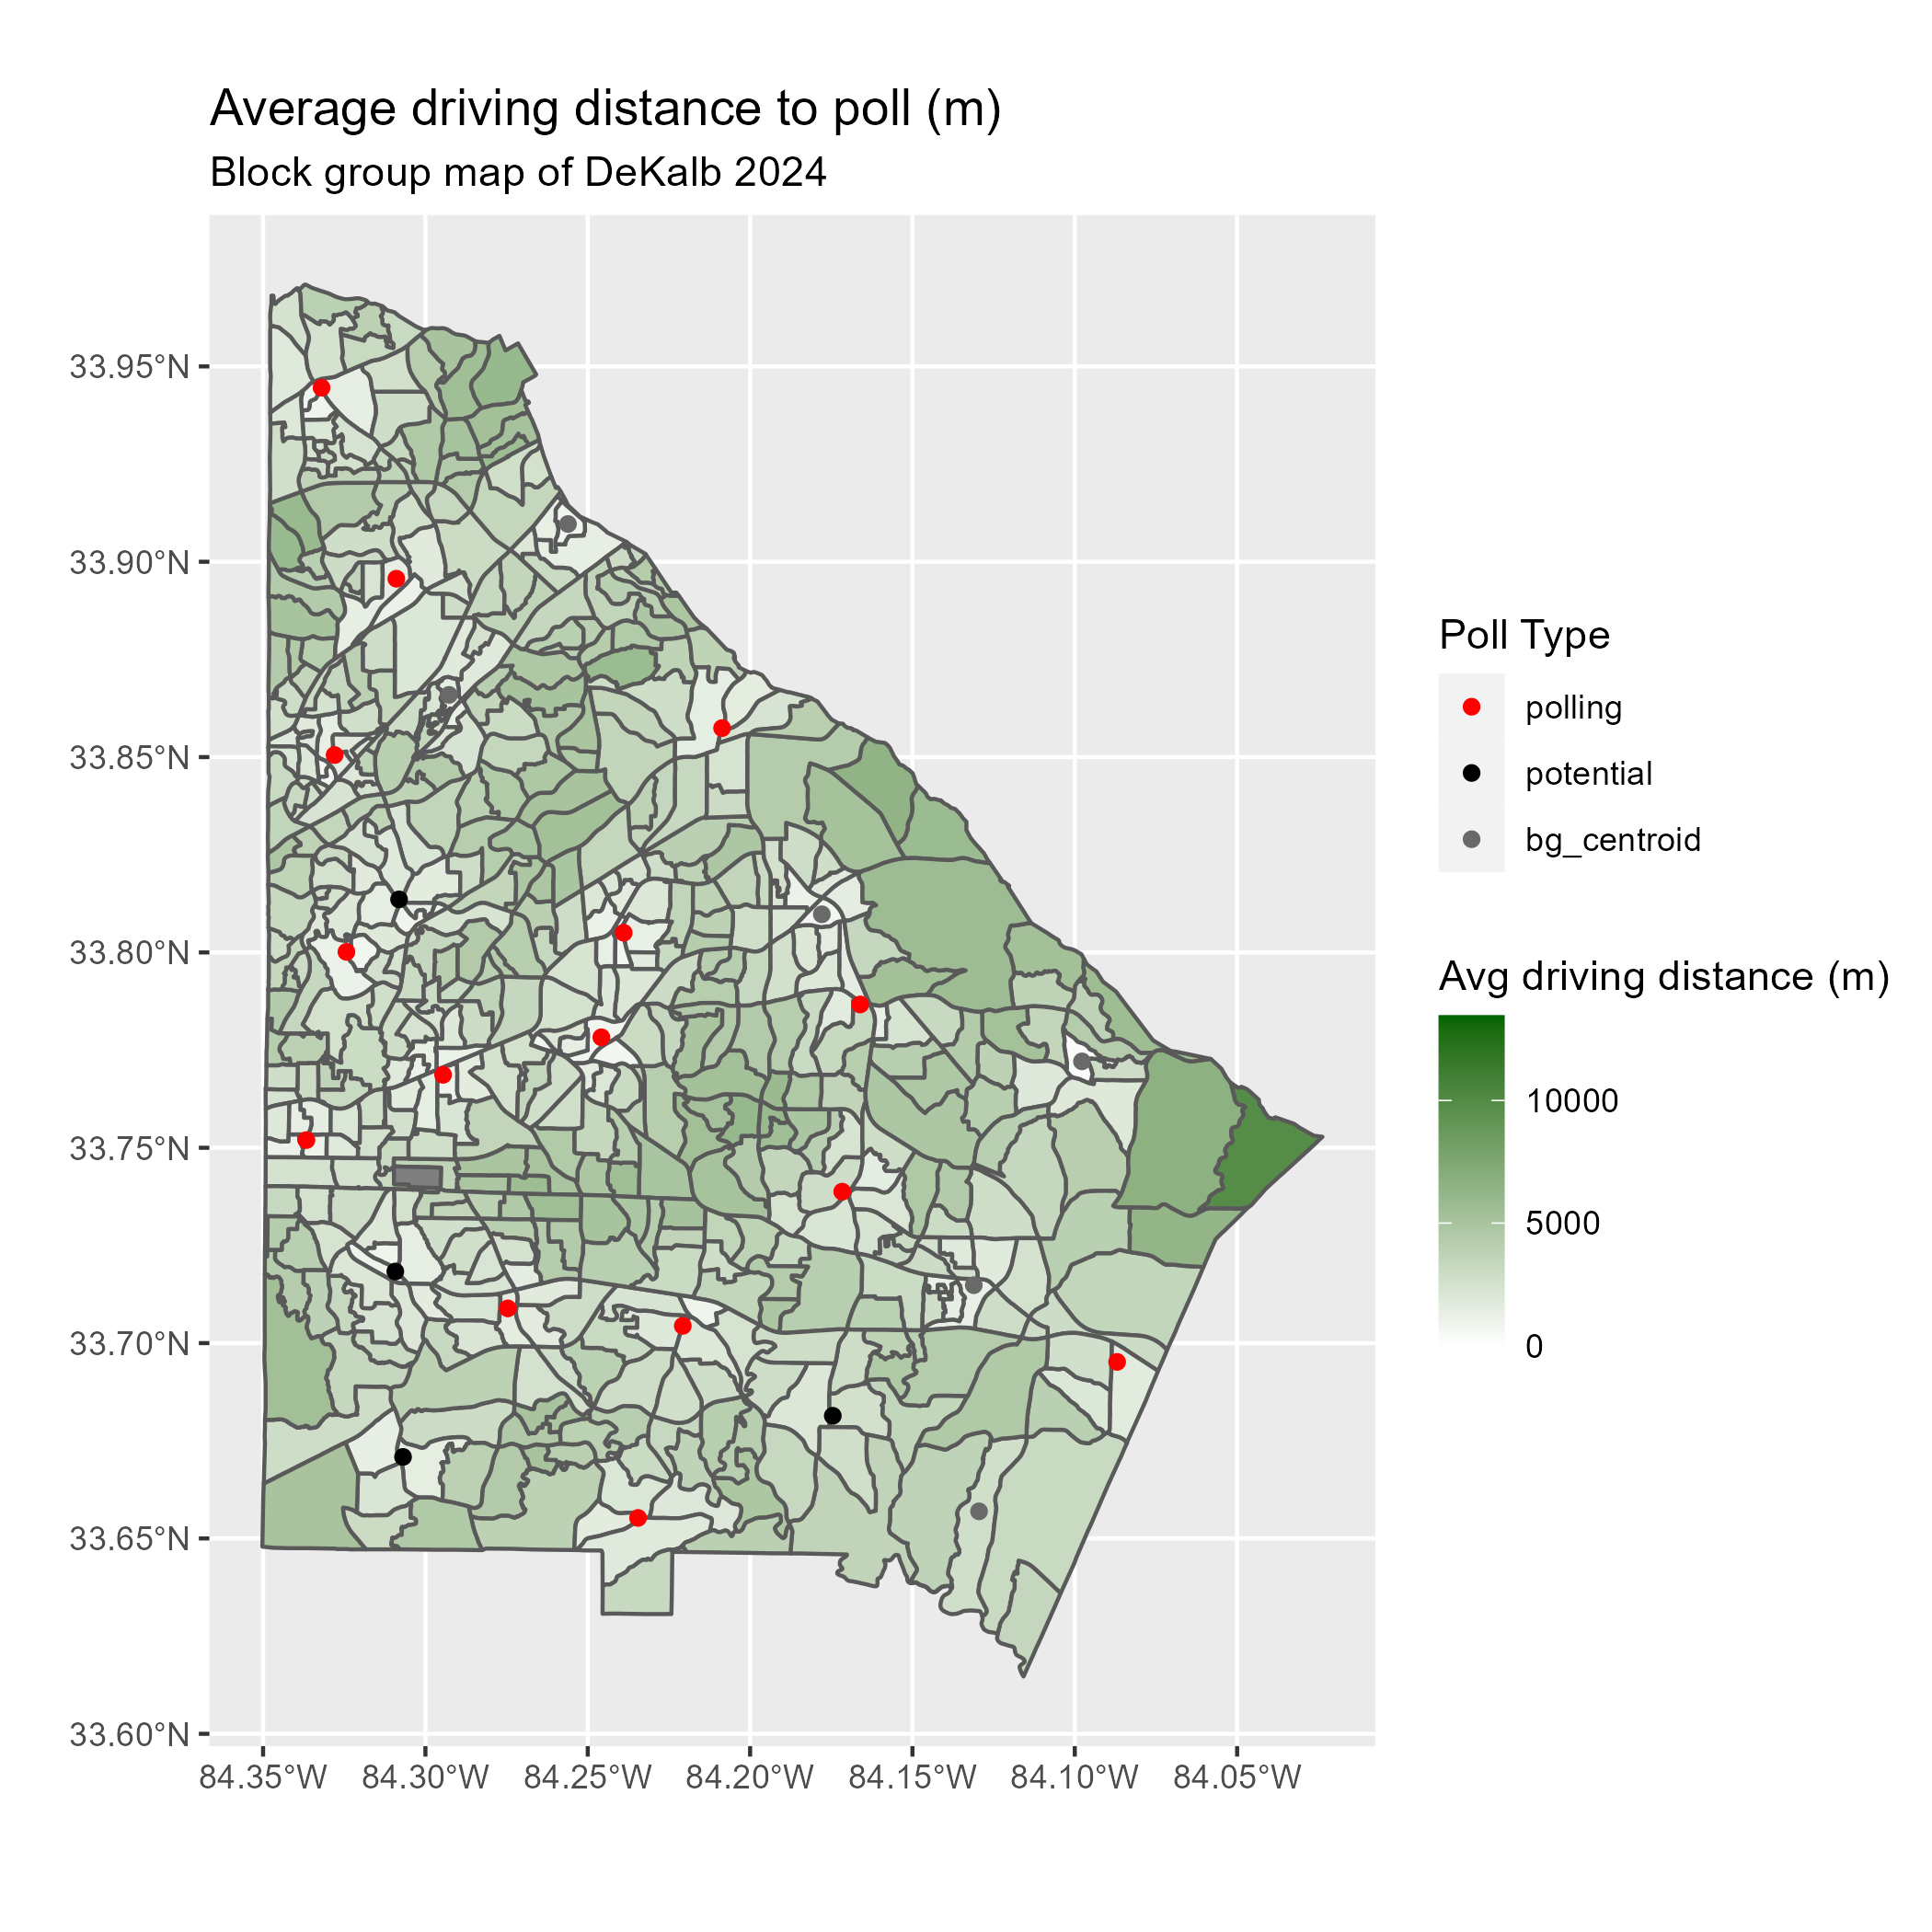 Average driving distance to poll (m)
Block group map of DeKalb 2024
33.95°N
33.90°N
33.85°N
33.80°N
33.75°N
33.70°N
33.65°N
33.60°N
84.35°W
84.30°W
84.25°W
84.20°W
84.15°W
84.10°W
84.05°W
Poll Type
polling
potential
bg_centroid
Avg driving distance (m)
10000
5000
0